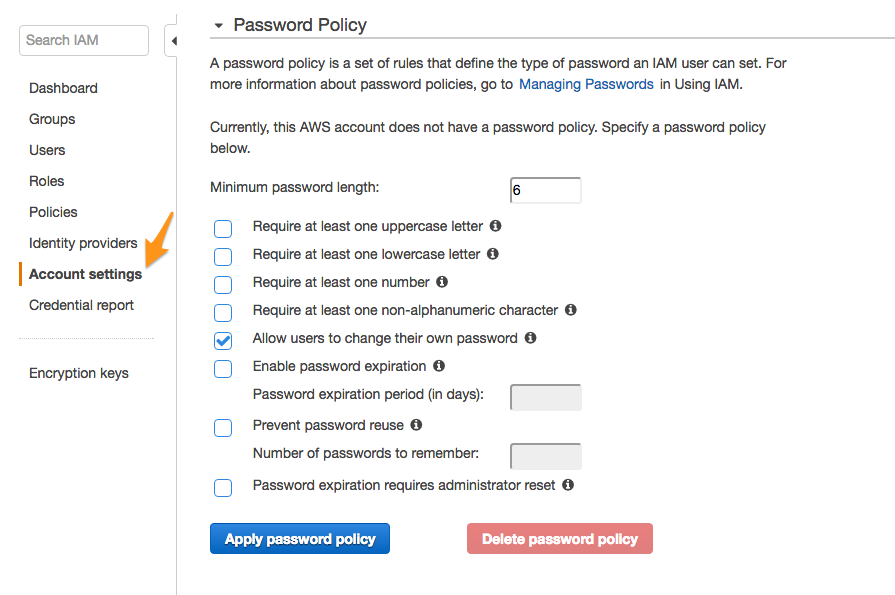 Search IAM
Dashboard
Groups
Users
Roles
Policies
Identity providers
Account settings
Credential report
Encryption keys
Password Policy
A password policy is a set of rules that define the type of password an IAM user can set. For
more information about password policies, go to Managing Passwords in Using IAM.
Currently, this AWS account does not have a password policy. Specify a password policy
below.
Minimum password length: 6
Require at least one uppercase letter
Require at least one lowercase letter
Require at least one number
Require at least one non-alphanumeric character
Allow users to change their own password
Enable password expiration
Password expiration period (in days):
Prevent password reuse
Number of passwords to remember:
Password expiration requires administrator reset
Apply password policy
Delete password policy